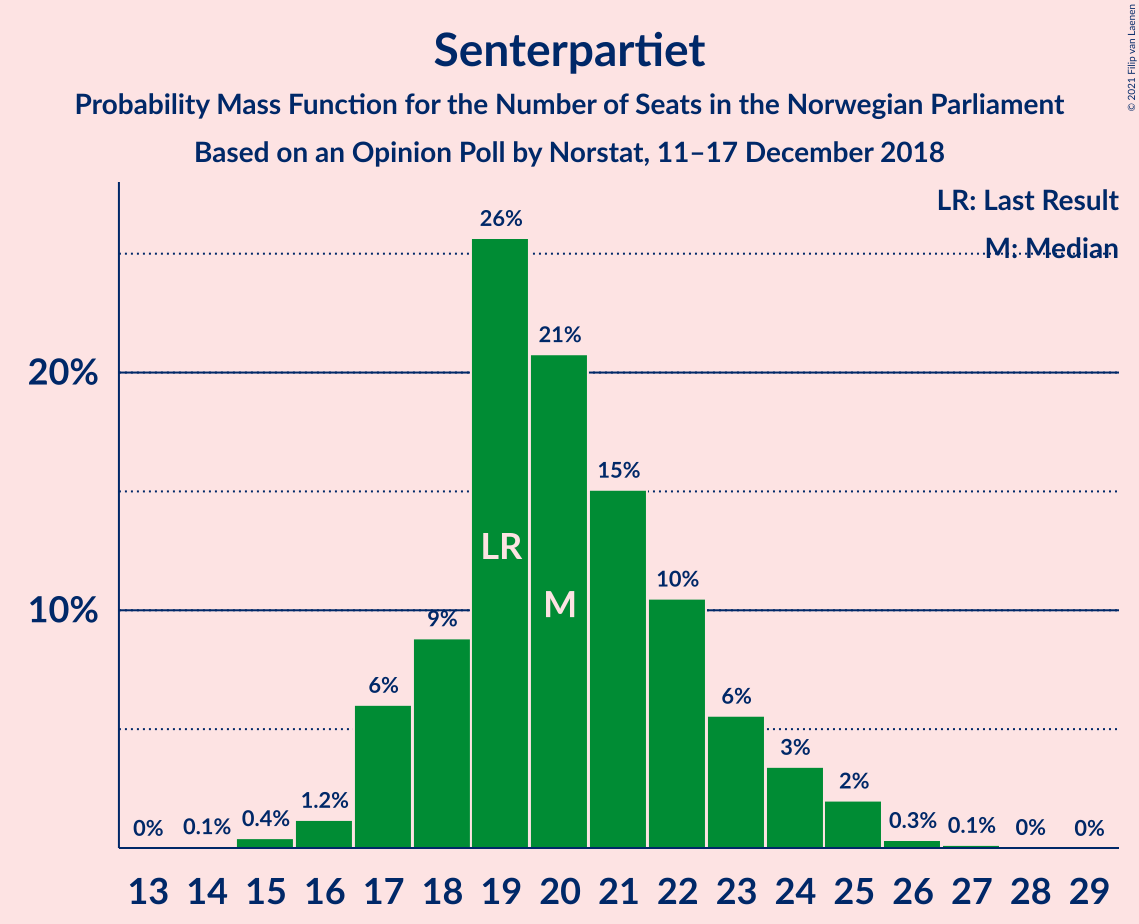 Senterpartiet
Probability Mass Function for the Number of Seats in the Norwegian Parliament
Based on an Opinion Poll by Norstat, 11–17 December 2018
© 2021 Filip van Laenen
LR: Last Result
M: Median
20%
10%
0%
0.1%
0.4%
1.2%
6%
9%
26%
21%
15%
10%
6%
3%
2%
0.3%
0.1%
0%
0%
LR
M
13 14 15 16 17 18 19 20 21 22 23 24 25 26 27 28 29